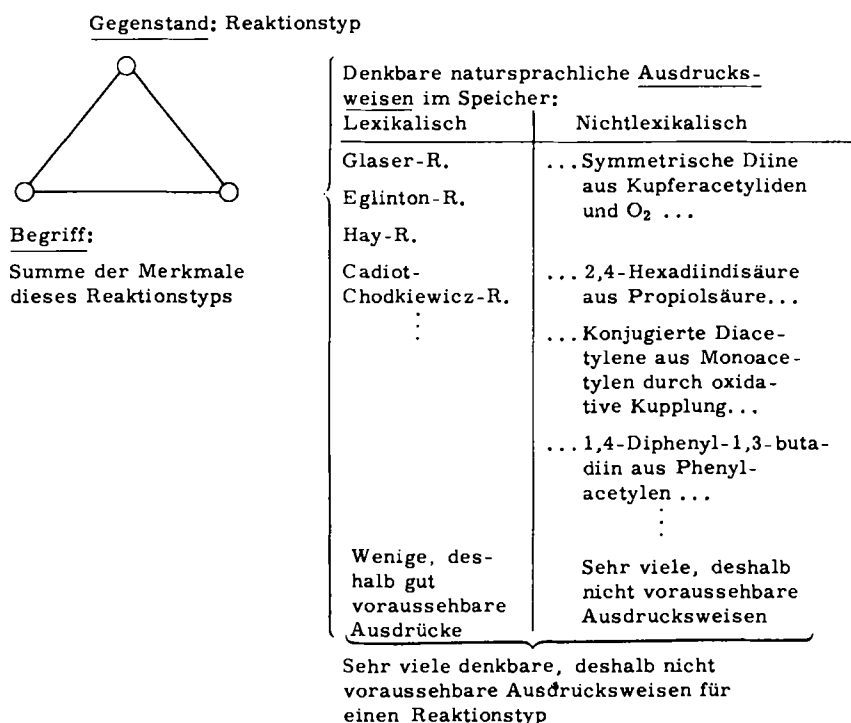 Gegenstand: Reaktionstyp
Begriff:
Summe der Merkmale
dieses Reaktionstyps
Denkbare natursprachliche Ausdrucks-
weisen im Speicher:
Lexikalisch
Glaser-R.
Eglinton-R.
Hay-R.
Cadiot-
Chodkiewicz-R.
Wenige, des-
halb gut
voraussehbare
Ausdrücke
Nichtlexikalisch
... Symmetrische Diine
aus Kupferacetyliden
und O₂ ...
... 2,4-Hexadiindisäure
aus Propiolsäure...
... Konjugierte Diace-
tylene aus Monoace-
tylen durch oxida-
tive Kupplung...
... 1,4-Diphenyl-1,3-buta-
diin aus Phenyl-
acetylen ...
Sehr viele, deshalb
nicht voraussehbare
Ausdrucksweisen
Sehr viele denkbare, deshalb nicht
voraussehbare Ausdrucksweisen für
einen Reaktionstyp